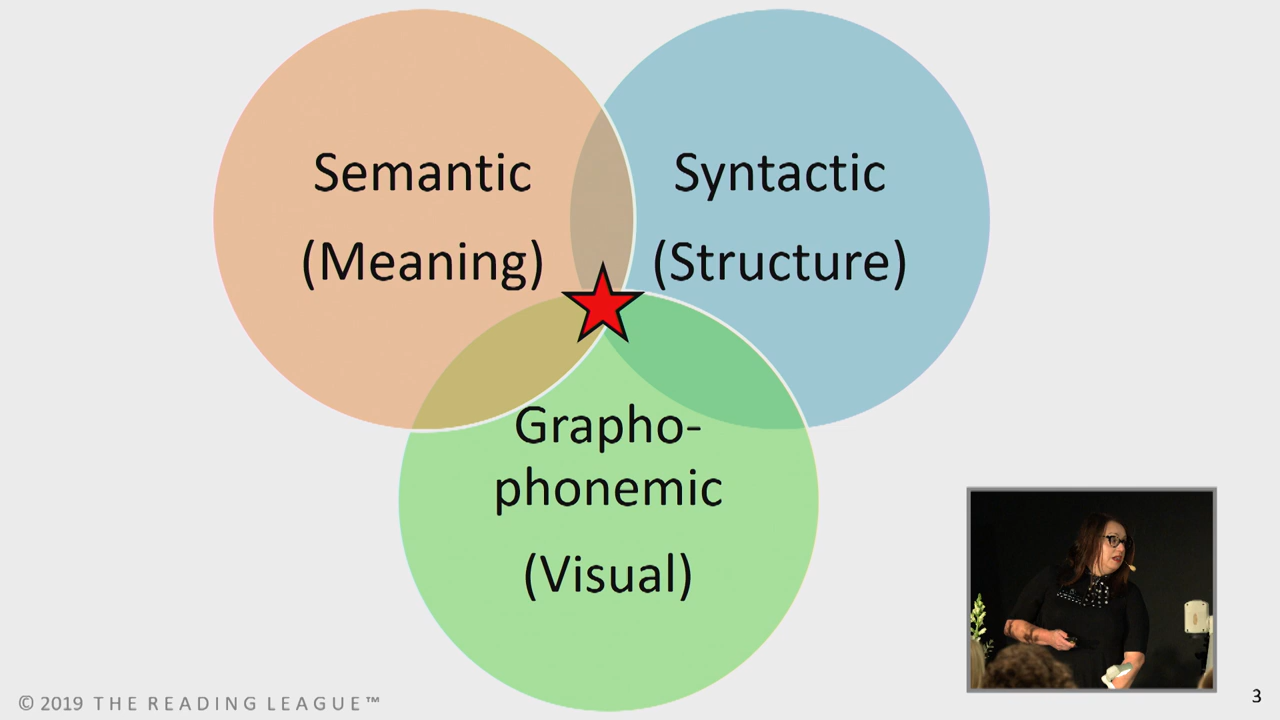 Semantic
(Meaning)
Syntactic
(Structure)
Grapho-
phonemic
(Visual)
© 2019 THE READING LEAGUE™
3